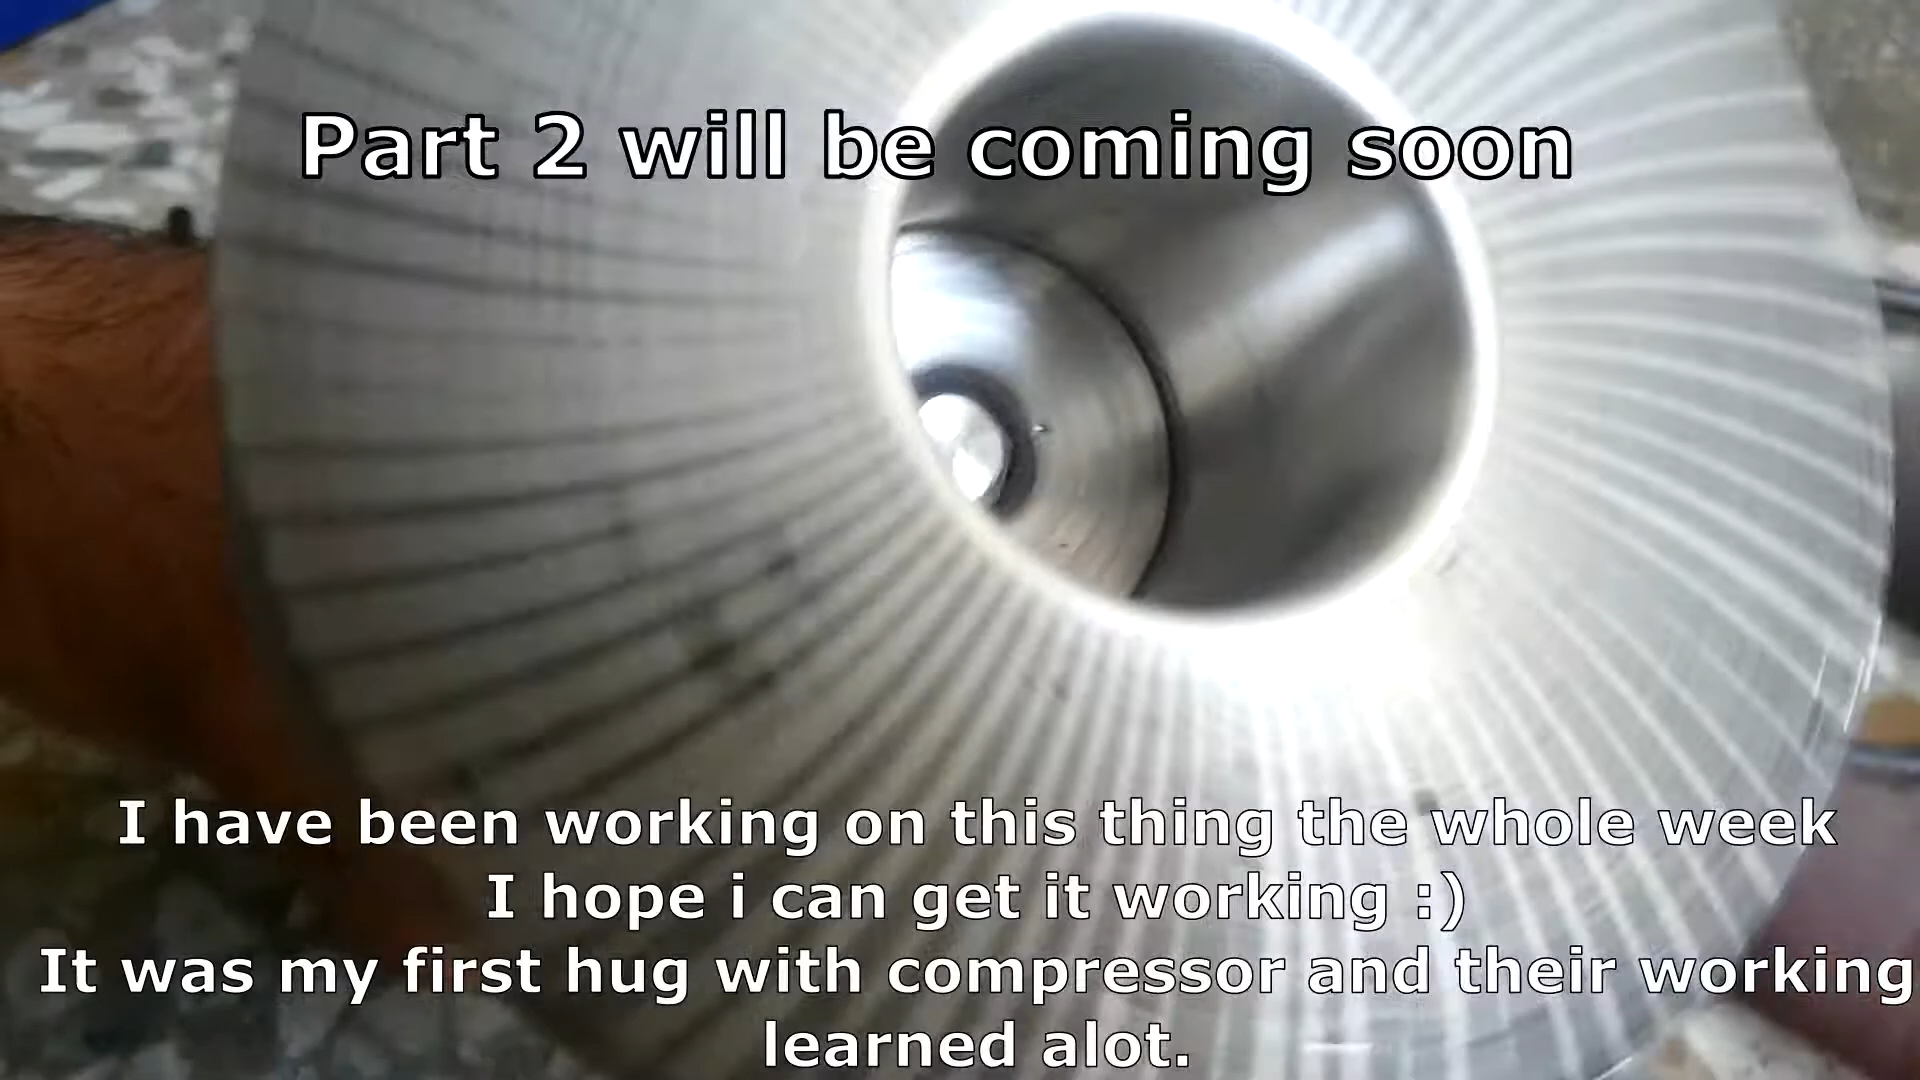 Part 2 will be coming soon
I have been working on this thing the whole week
I hope i can get it working :)
It was my first hug with compressor and their working
learned alot.